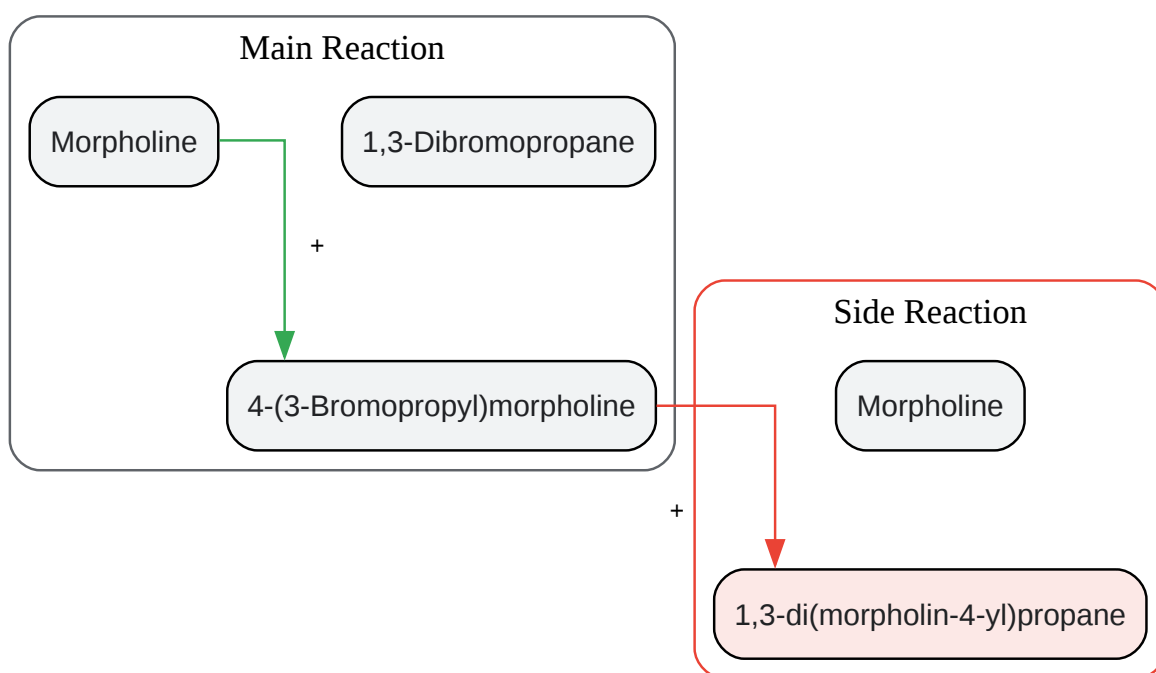 Main Reaction
Morpholine
1,3-Dibromopropane
+
4-(3-Bromopropyl)morpholine
Side Reaction
Morpholine
+
1,3-di(morpholin-4-yl)propane